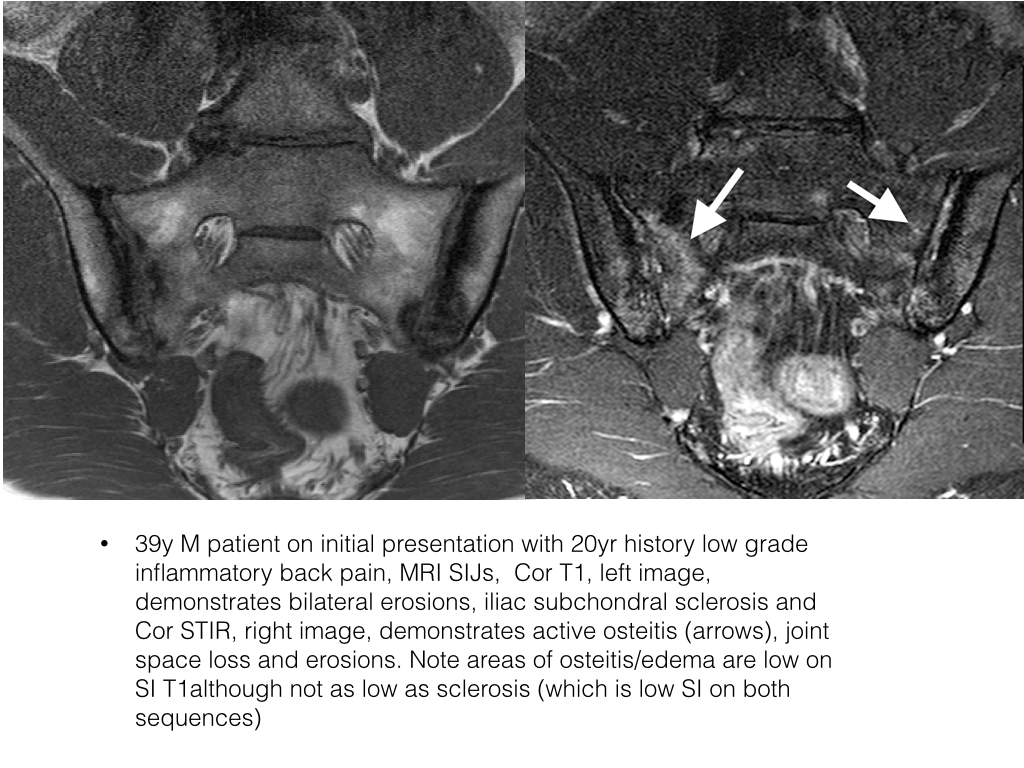 • 39y M patient on initial presentation with 20yr history low grade
inflammatory back pain, MRI SIJs,  Cor T1, left image,
demonstrates bilateral erosions, iliac subchondral sclerosis and
Cor STIR, right image, demonstrates active osteitis (arrows), joint
space loss and erosions. Note areas of osteitis/edema are low on
SI T1although not as low as sclerosis (which is low SI on both
sequences)